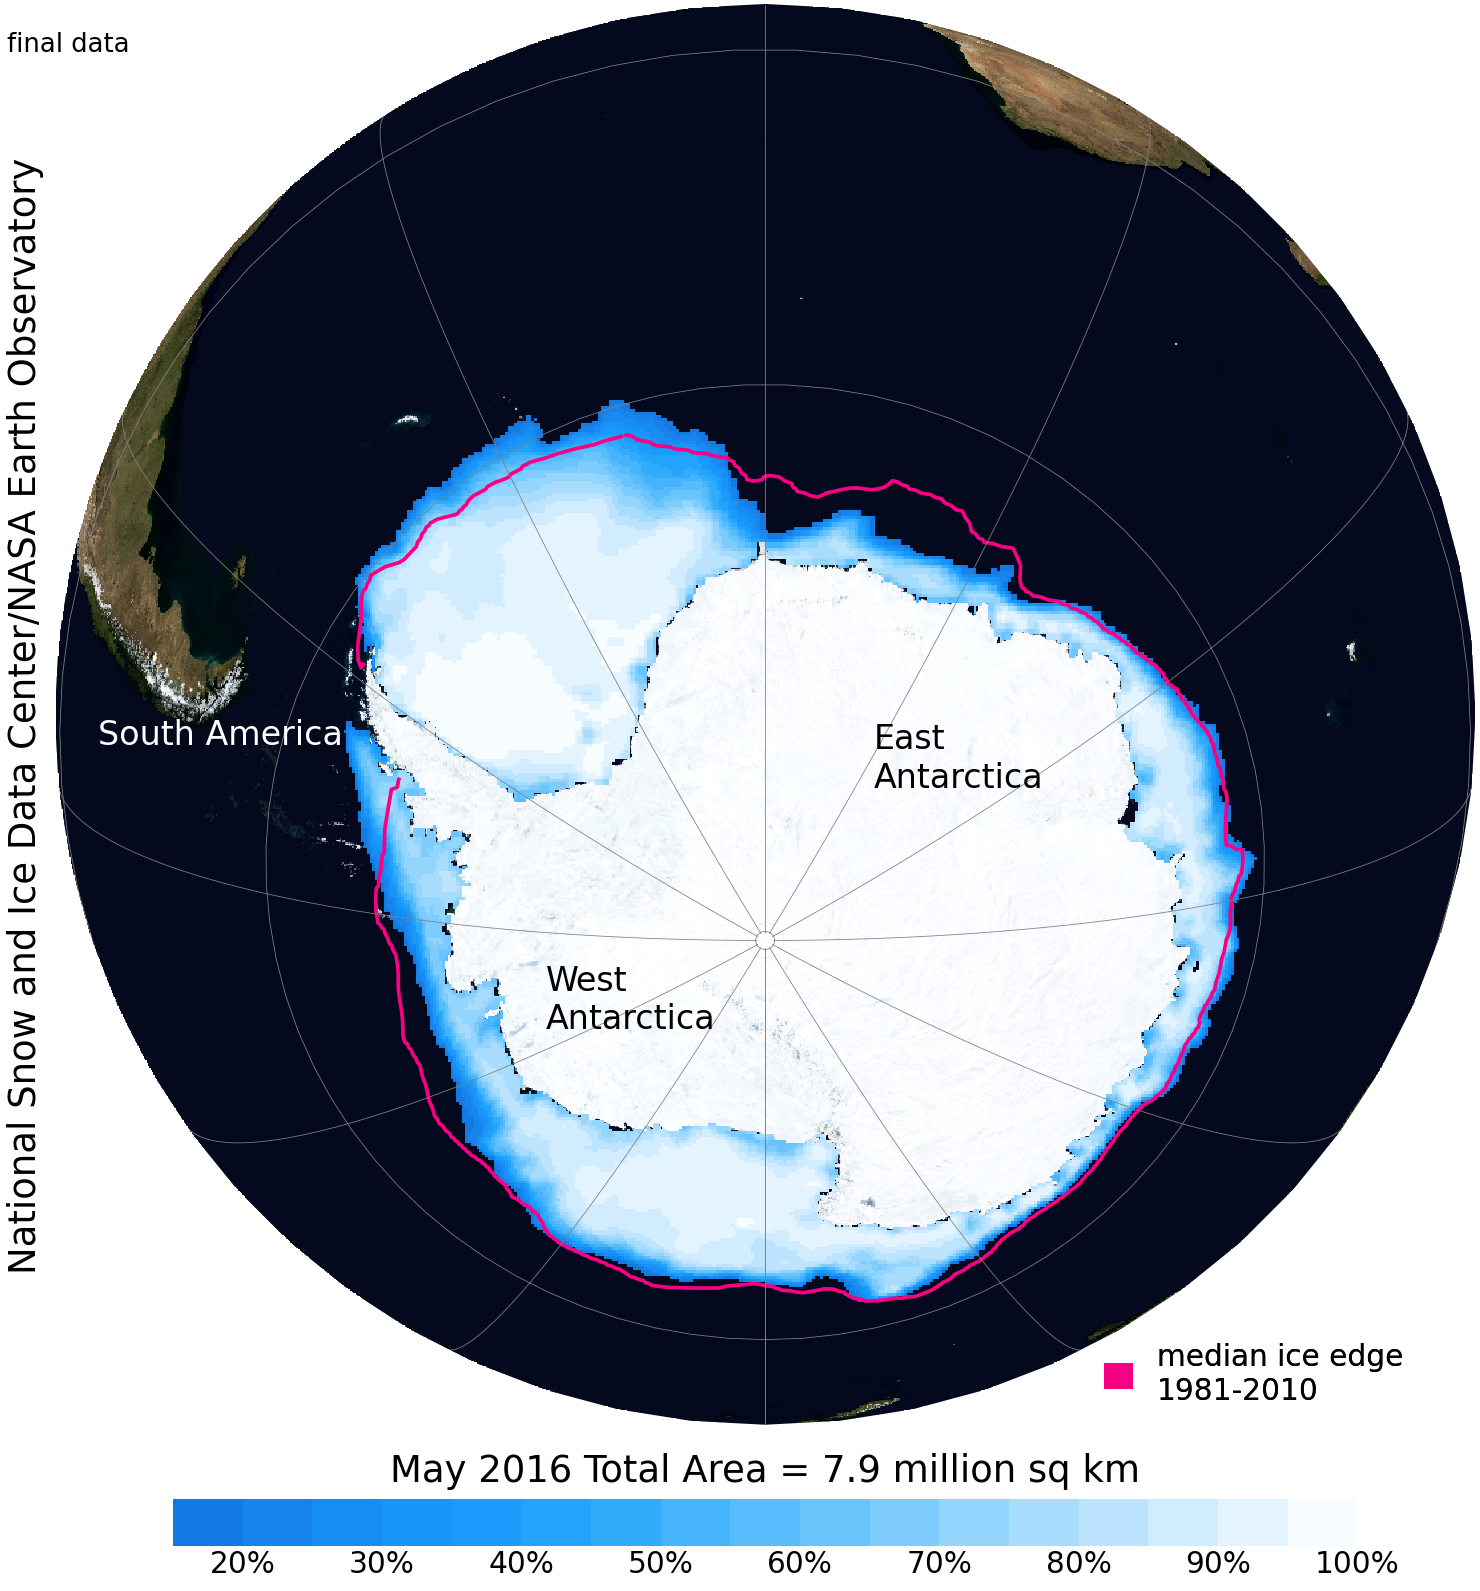 final data
National Snow and Ice Data Center/NASA Earth Observatory
South America
East
Antarctica
West
Antarctica
median ice edge
1981-2010
May 2016 Total Area = 7.9 million sq km
20% 30% 40% 50% 60% 70% 80% 90% 100%